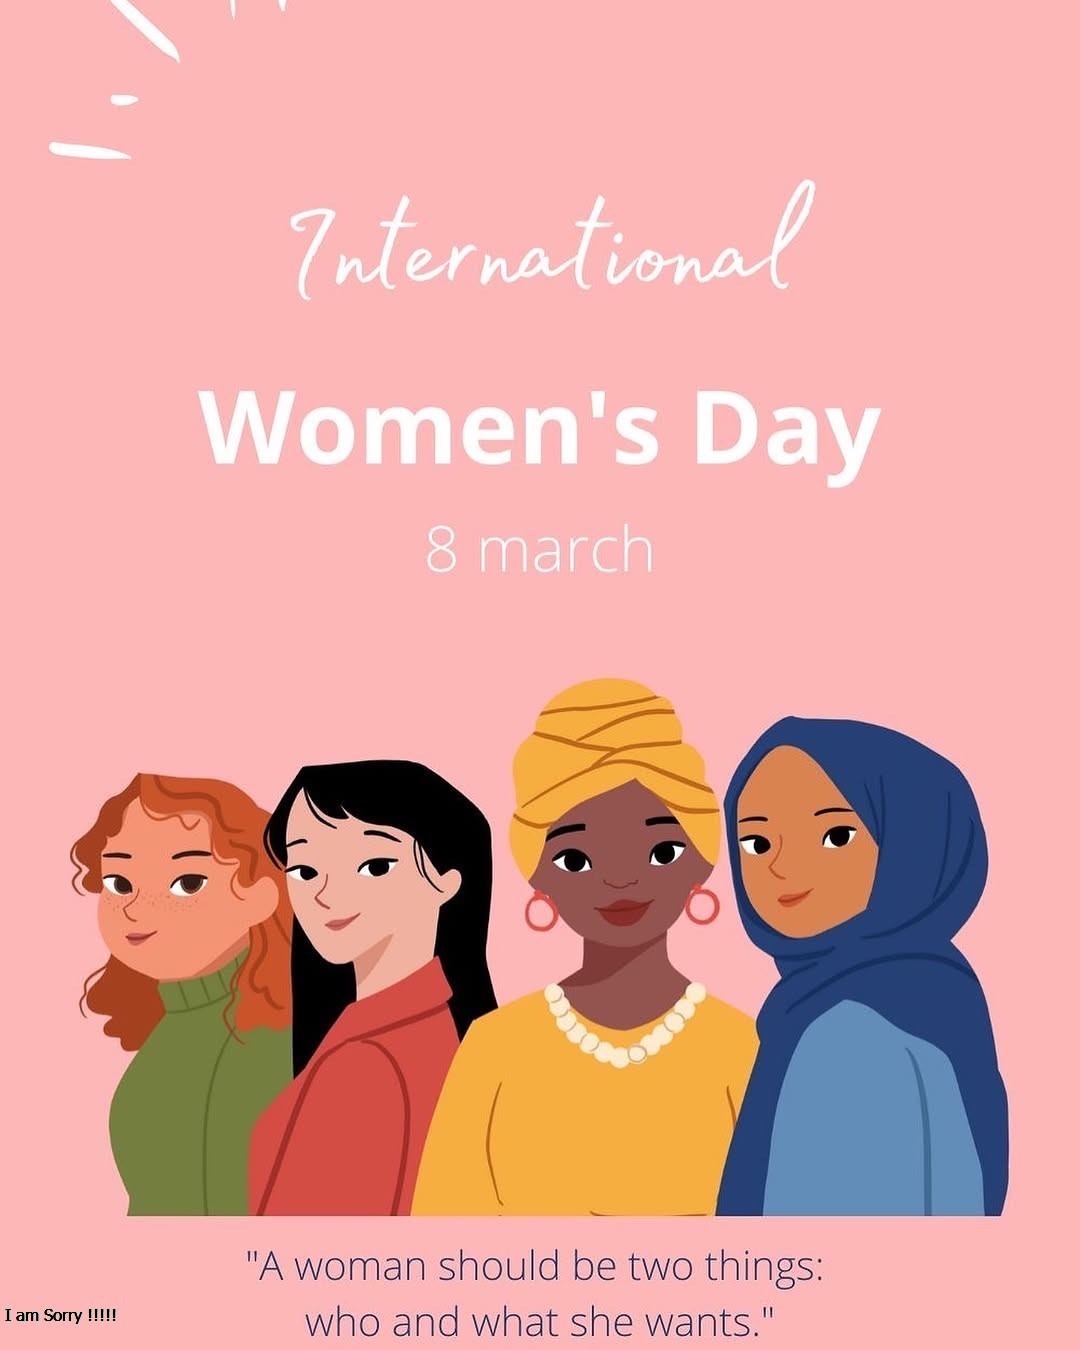 International
Women's Day
8 march
"A woman should be two things:
who and what she wants."
I am Sorry !!!!!